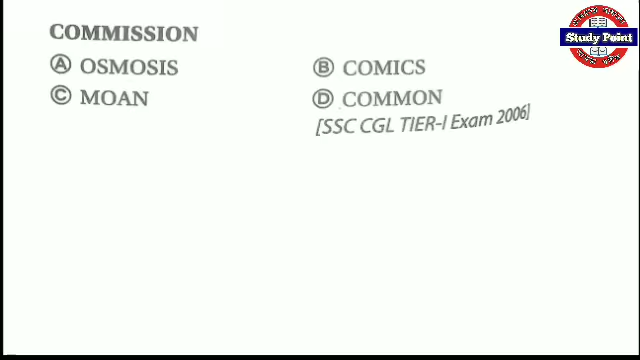 COMMISSION
Ⓐ OSMOSIS Ⓑ COMICS
Ⓒ MOAN Ⓓ COMMON
[SSC CGL TIER-I Exam 2006]
Study Point